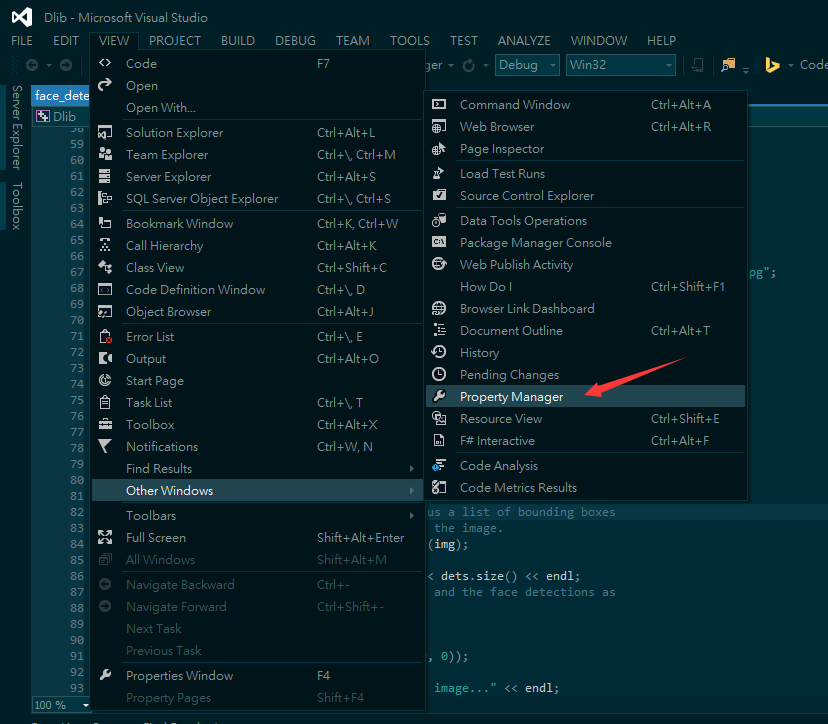 Dlib - Microsoft Visual Studio
FILE EDIT VIEW PROJECT BUILD DEBUG TEAM TOOLS TEST ANALYZE WINDOW HELP
Debug Win32 Code
Server Explorer
Toolbox
Dlib
Code F7
Open
Open With...
Solution Explorer Ctrl+Alt+L
Team Explorer Ctrl+\, Ctrl+M
Server Explorer Ctrl+Alt+S
SQL Server Object Explorer Ctrl+\, Ctrl+S
Bookmark Window Ctrl+K, Ctrl+W
Call Hierarchy Ctrl+Alt+K
Class View Ctrl+Shift+C
Code Definition Window Ctrl+\, D
Object Browser Ctrl+Alt+J
Error List Ctrl+\, E
Output Ctrl+Alt+O
Start Page
Task List Ctrl+\, T
Toolbox Ctrl+Alt+X
Notifications Ctrl+W, N
Find Results
Other Windows
Toolbars
Full Screen Shift+Alt+Enter
All Windows Shift+Alt+M
Navigate Backward Ctrl+-
Navigate Forward Ctrl+Shift+-
Next Task
Previous Task
Properties Window F4
Property Pages Shift+F4
Command Window Ctrl+Alt+A
Web Browser Ctrl+Alt+R
Page Inspector
Load Test Runs
Source Control Explorer
Data Tools Operations
Package Manager Console
Web Publish Activity
How Do I Ctrl+Shift+F1
Browser Link Dashboard
Document Outline Ctrl+Alt+T
History
Pending Changes
Property Manager
Resource View Ctrl+Shift+E
F# Interactive Ctrl+Alt+F
Code Analysis
Code Metrics Results
59
60
61
62
63
64
65
66
67
68
69
70
71
72
73
74
75
76
77
78
79
80
81
82
83
84
85
86
87
88
89
90
91
92
93
pg";
us a list of bounding boxes
the image.
(img);
< dets.size() << endl;
and the face detections as
, 0));
image..." << endl;
100 %